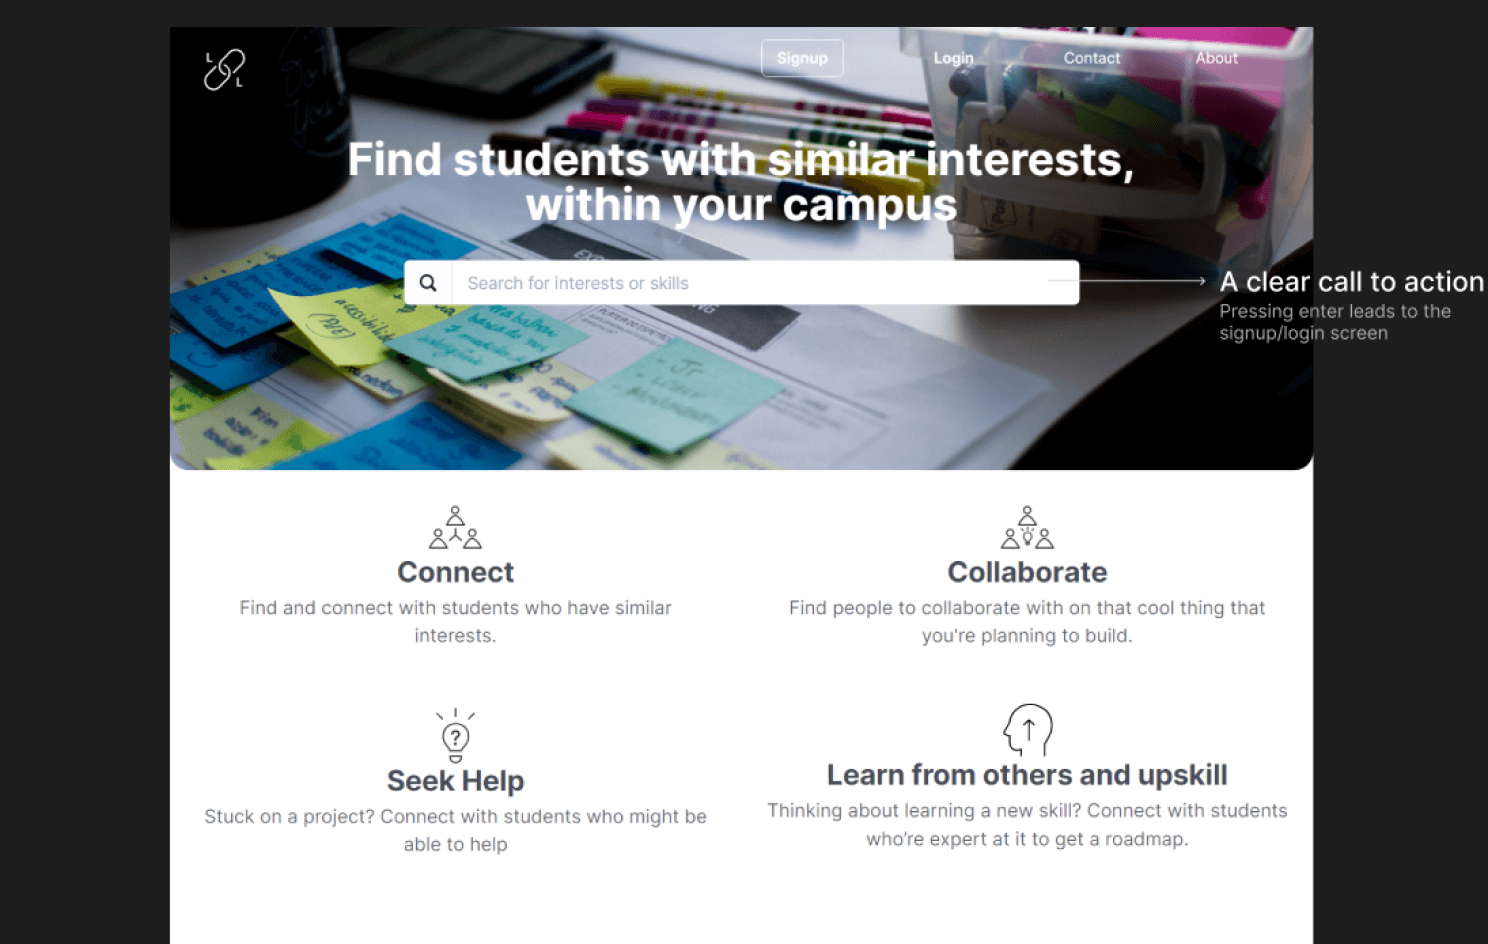 L
L
Signup
Login
Contact
About
Find students with similar interests,
within your campus
Search for interests or skills
A clear call to action
Pressing enter leads to the
signup/login screen
Connect
Find and connect with students who have similar
interests.
Collaborate
Find people to collaborate with on that cool thing that
you're planning to build.
Seek Help
Stuck on a project? Connect with students who might be
able to help
Learn from others and upskill
Thinking about learning a new skill? Connect with students
who’re expert at it to get a roadmap.